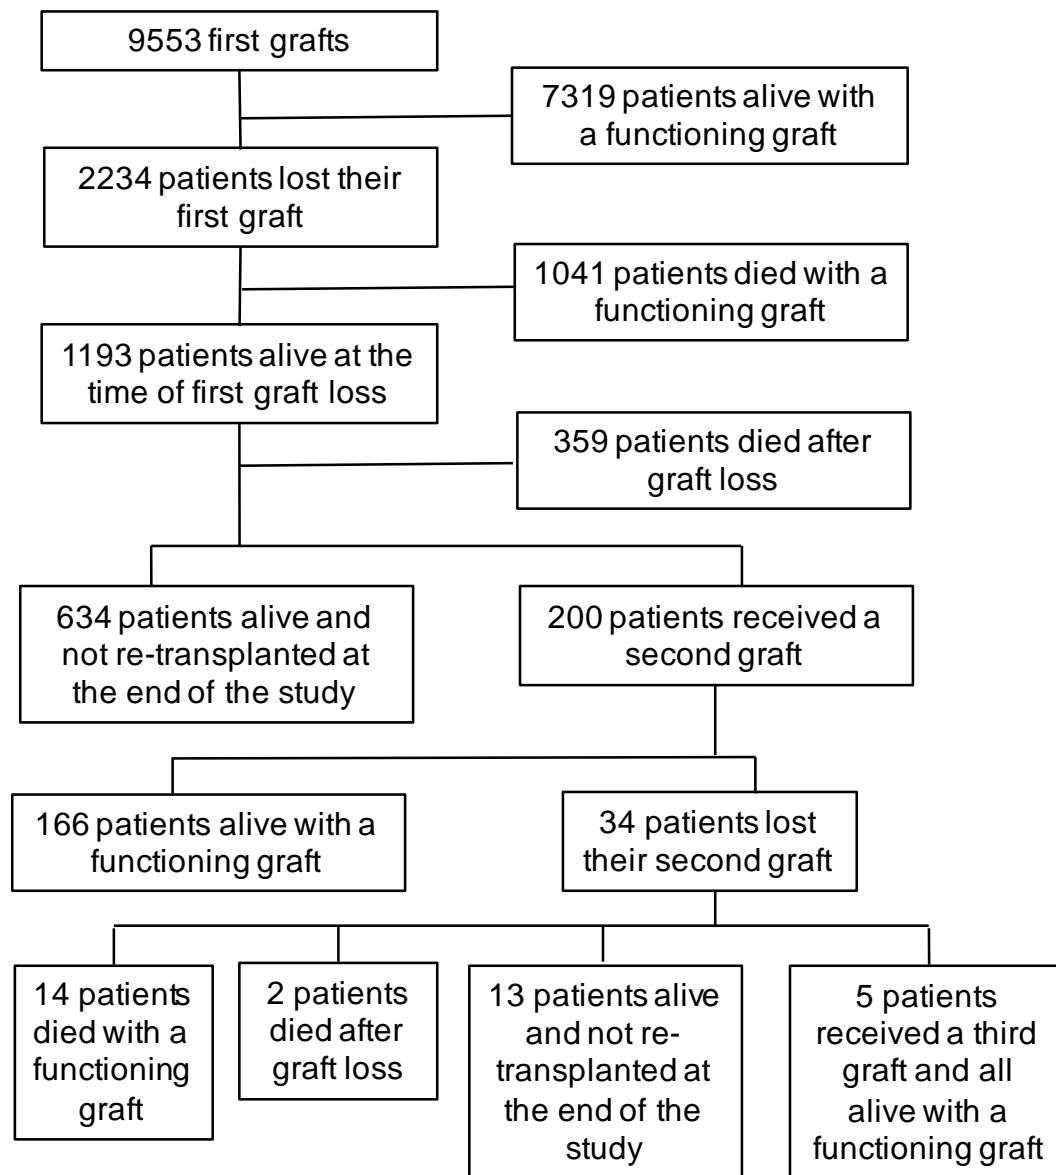 9553 first grafts
7319 patients alive with
a functioning graft
2234 patients lost their
first graft
1041 patients died with a
functioning graft
1193 patients alive at the
time of first graft loss
359 patients died after
graft loss
634 patients alive and
not re-transplanted at
the end of the study
200 patients received a
second graft
166 patients alive with a
functioning graft
34 patients lost
their second graft
14 patients
died with a
functioning
graft
2 patients
died after
graft loss
13 patients alive
and not re-
transplanted at
the end of the
study
5 patients
received a third
graft and all
alive with a
functioning graft